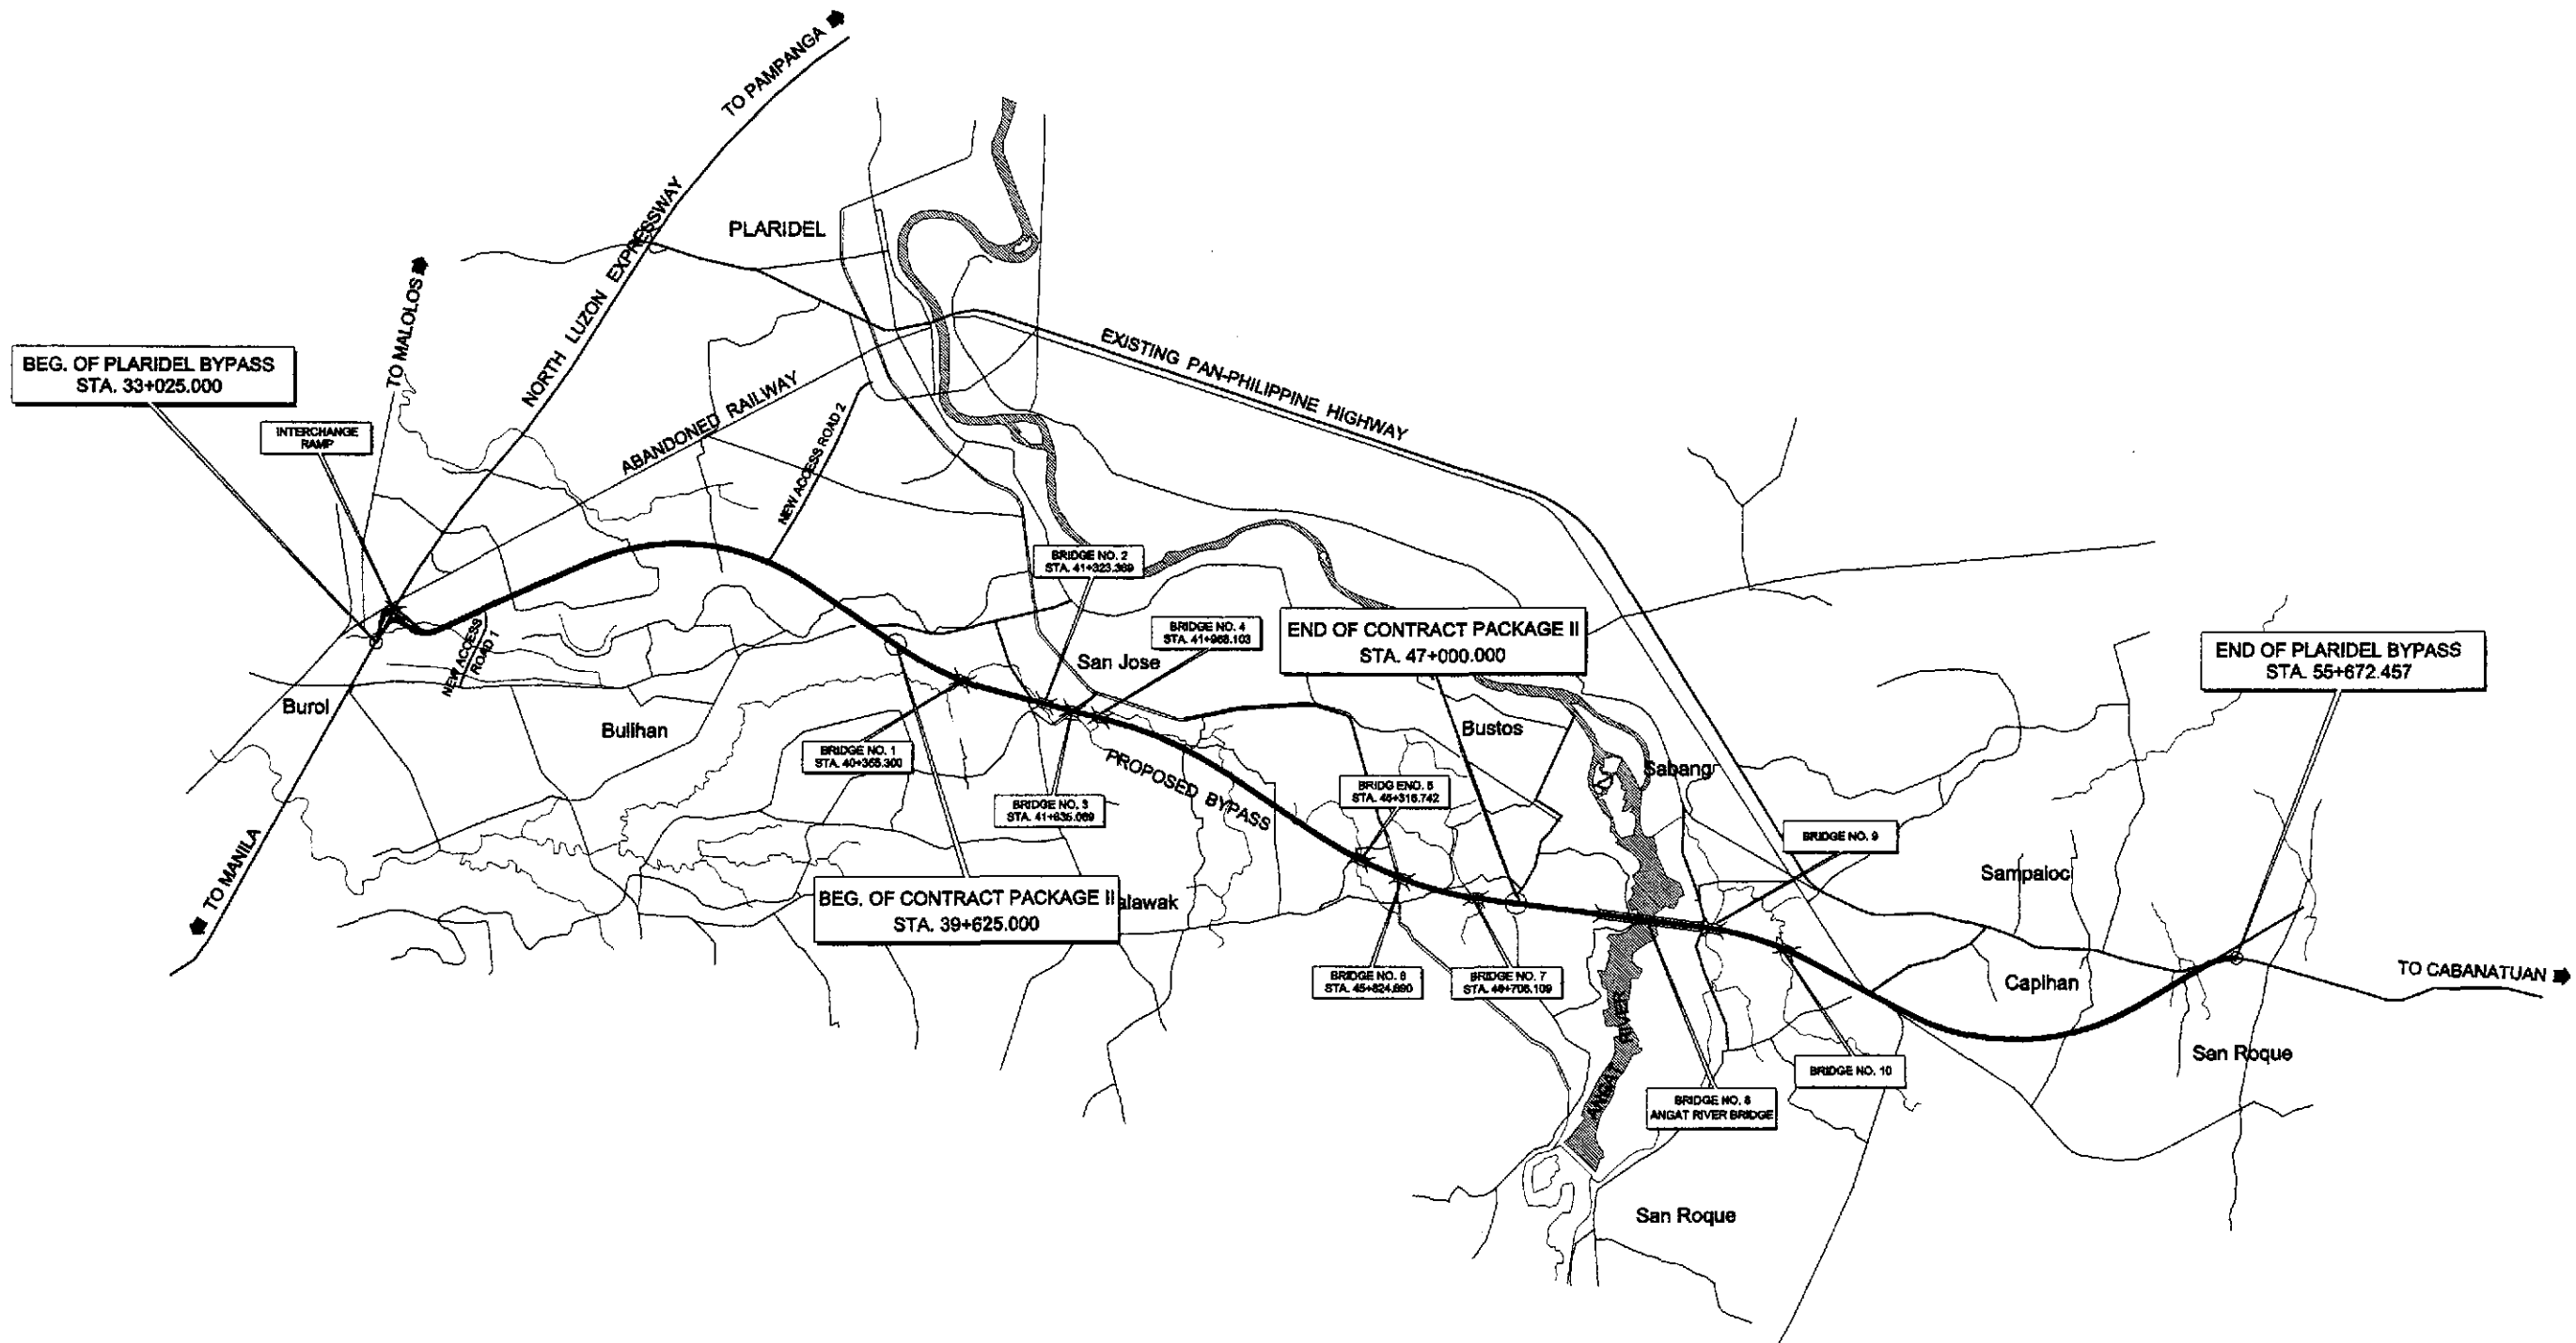 TO PAMPANGA
PLARIDEL
NORTH LUZON EXPRESSWAY
TO MALOLOS
BEG. OF PLARIDEL BYPASS
STA. 33+025.000
INTERCHANGE
RAMP
EXISTING PAN-PHILIPPINE HIGHWAY
ABANDONED RAILWAY
NEW ACCESS ROAD 2
BRIDGE NO. 2
STA. 41+323.369
NEW ACCESS
ROAD 1
BRIDGE NO. 4
STA. 41+968.103
END OF CONTRACT PACKAGE II
STA. 47+000.000
END OF PLARIDEL BYPASS
STA. 55+672.457
San Jose
Burol
Bulihan
Bustos
BRIDGE NO. 1
STA. 40+355.300
PROPOSED BYPASS
Sabang
BRIDG ENO. 5
STA. 45+316.742
BRIDGE NO. 3
STA. 41+635.069
BRIDGE NO. 9
TO MANILA
Sampaloc
BEG. OF CONTRACT PACKAGE II
STA. 39+625.000
alawak
BRIDGE NO. 6
BRIDGE NO. 7
STA. 46+706.109
TO CABANATUAN
Capihan
ANGAT RIVER
San Roque
BRIDGE NO. 10
BRIDGE NO. 8
ANGAT RIVER BRIDGE
San Roque